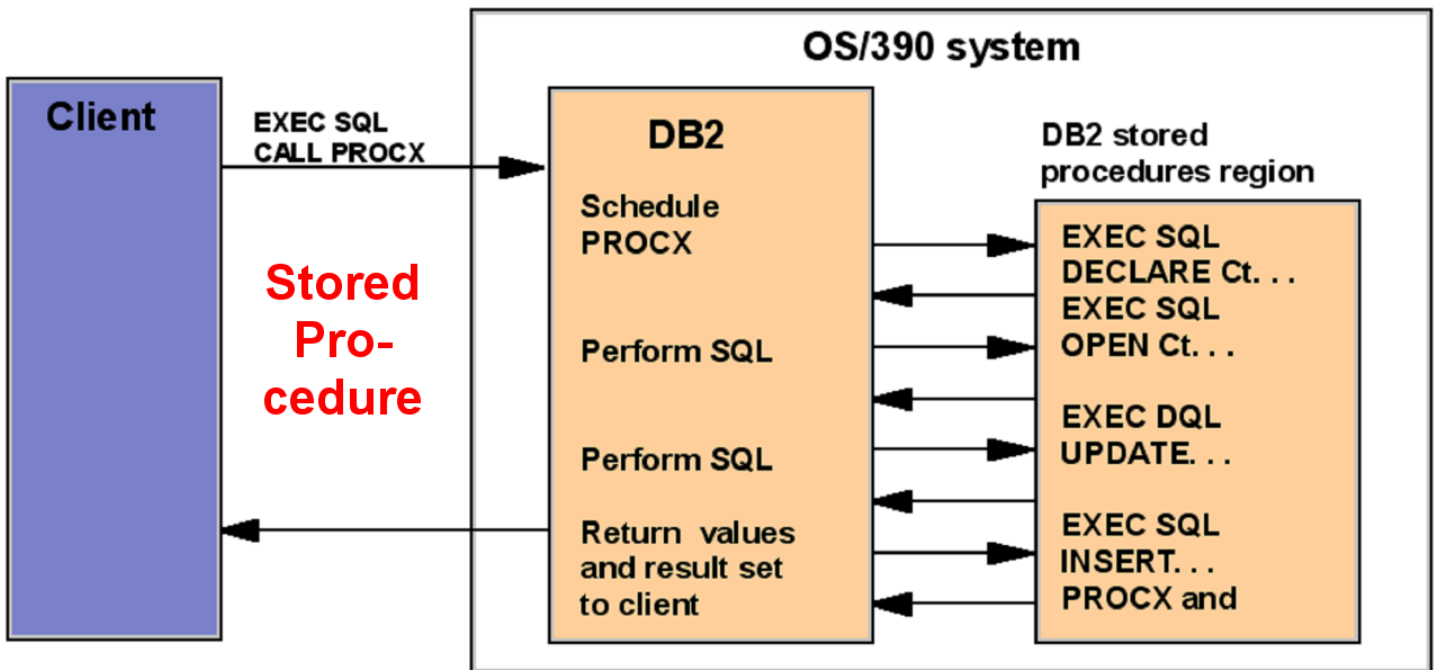 OS/390 system
Client
EXEC SQL
CALL PROCX
Stored
Pro-
cedure
DB2
Schedule
PROCX
Perform SQL
Perform SQL
Return values
and result set
to client
DB2 stored
procedures region
EXEC SQL
DECLARE Ct. . .
EXEC SQL
OPEN Ct. . .
EXEC DQL
UPDATE. . .
EXEC SQL
INSERT. . .
PROCX and